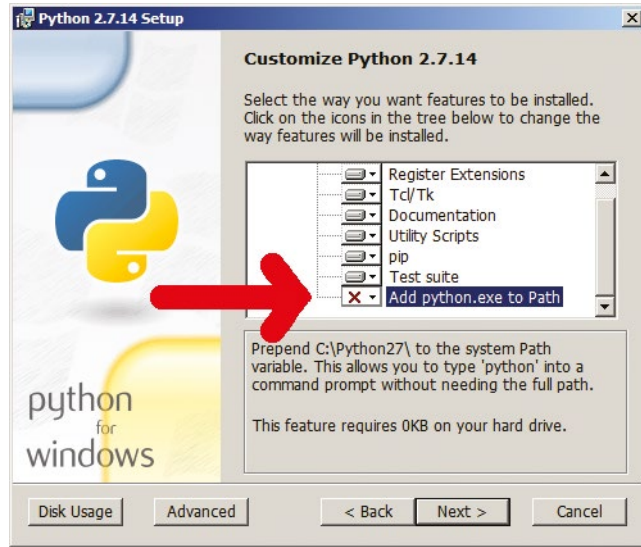 Python 2.7.14 Setup
Customize Python 2.7.14
Select the way you want features to be installed.
Click on the icons in the tree below to change the
way features will be installed.
Register Extensions
Tcl/Tk
Documentation
Utility Scripts
pip
Test suite
Add python.exe to Path
Prepend C:\Python27\ to the system Path
variable. This allows you to type 'python' into a
command prompt without needing the full path.
This feature requires 0KB on your hard drive.
python
for
windows
Disk Usage
Advanced
< Back
Next >
Cancel